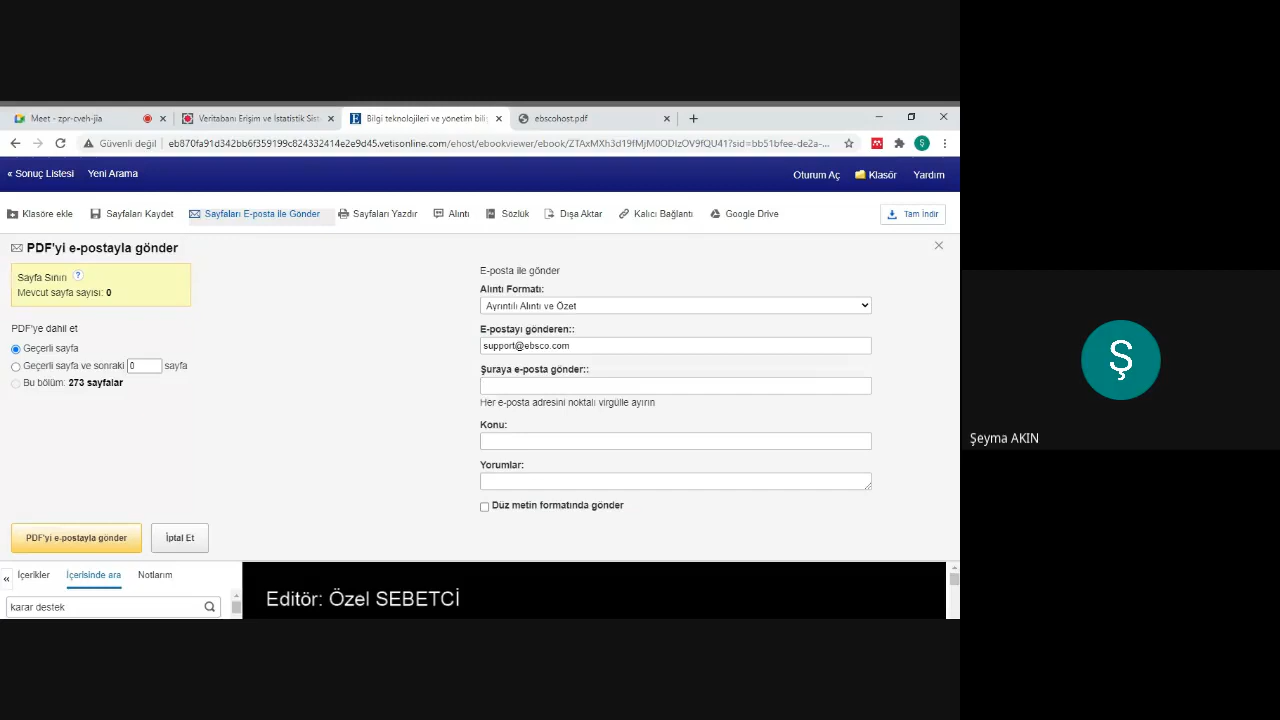 Meet - zpr-cveh-jia
Veritabanı Erişim ve İstatistik Sist
Bilgi teknolojileri ve yönetim bilg
ebscohost.pdf
Güvenli değil
eb870fa91d342bb6f359199c824332414e2e9d45.vetisonline.com/ehost/ebookviewer/ebook/ZTAxMXh3d19fMjM0ODIzOV9fQU41?sid=bb51bfee-de2a-...
Ş
« Sonuç Listesi
Yeni Arama
Oturum Aç
Klasör
Yardım
Klasöre ekle
Sayfaları Kaydet
Sayfaları E-posta ile Gönder
Sayfaları Yazdır
Alıntı
Sözlük
Dışa Aktar
Kalıcı Bağlantı
Google Drive
Tam İndir
PDF'yi e-postayla gönder
Sayfa Sınırı ?
Mevcut sayfa sayısı: 0
PDF'ye dahil et
Geçerli sayfa
Geçerli sayfa ve sonraki 0 sayfa
Bu bölüm: 273 sayfalar
E-posta ile gönder
Alıntı Formatı:
Ayrıntılı Alıntı ve Özet
E-postayı gönderen::
support@ebsco.com
Şuraya e-posta gönder::
Her e-posta adresini noktalı virgülle ayırın
Konu:
Yorumlar:
Düz metin formatında gönder
PDF'yi e-postayla gönder
İptal Et
« İçerikler
İçerisinde ara
Notlarım
karar destek
Editör: Özel SEBETCİ
Ş
Şeyma AKIN